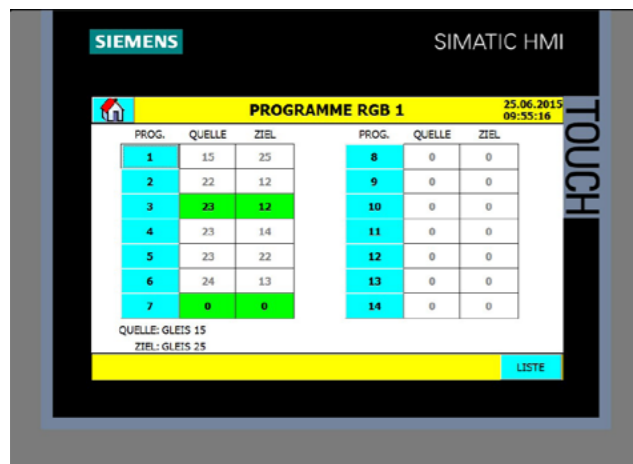 SIEMENS
SIMATIC HMI
TOUCH
PROGRAMME RGB 1
25.06.2015
09:55:16
PROG. QUELLE ZIEL PROG. QUELLE ZIEL
1 15 25 8 0 0
2 22 12 9 0 0
3 23 12 10 0 0
4 23 14 11 0 0
5 23 22 12 0 0
6 24 13 13 0 0
7 0 0 14 0 0
QUELLE: GLEIS 15
ZIEL: GLEIS 25
LISTE